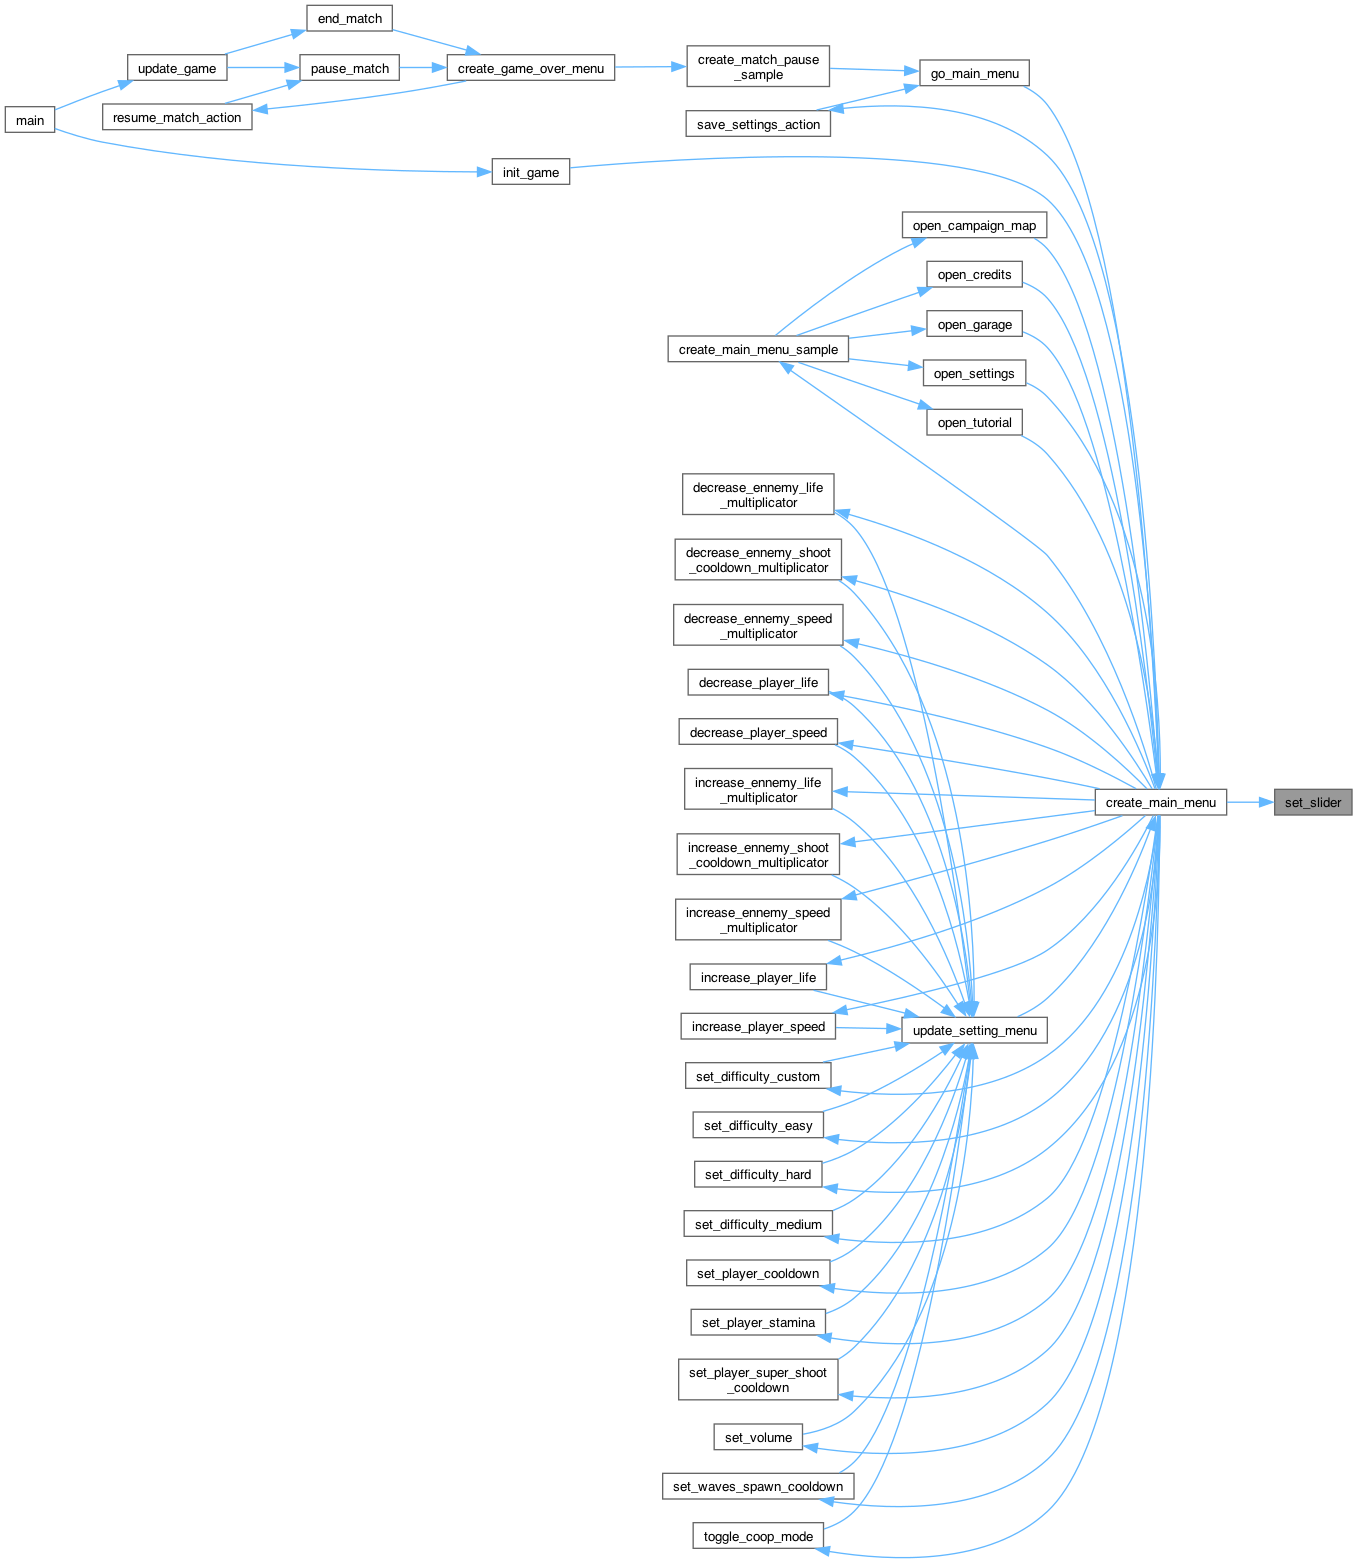 end_match
update_game
pause_match
create_game_over_menu
create_match_pause
_sample
go_main_menu
main
resume_match_action
save_settings_action
init_game
open_campaign_map
open_credits
open_garage
create_main_menu_sample
open_settings
open_tutorial
decrease_ennemy_life
_multiplicator
decrease_ennemy_shoot
_cooldown_multiplicator
decrease_ennemy_speed
_multiplicator
decrease_player_life
decrease_player_speed
increase_ennemy_life
_multiplicator
create_main_menu
set_slider
increase_ennemy_shoot
_cooldown_multiplicator
increase_ennemy_speed
_multiplicator
increase_player_life
increase_player_speed
update_setting_menu
set_difficulty_custom
set_difficulty_easy
set_difficulty_hard
set_difficulty_medium
set_player_cooldown
set_player_stamina
set_player_super_shoot
_cooldown
set_volume
set_waves_spawn_cooldown
toggle_coop_mode